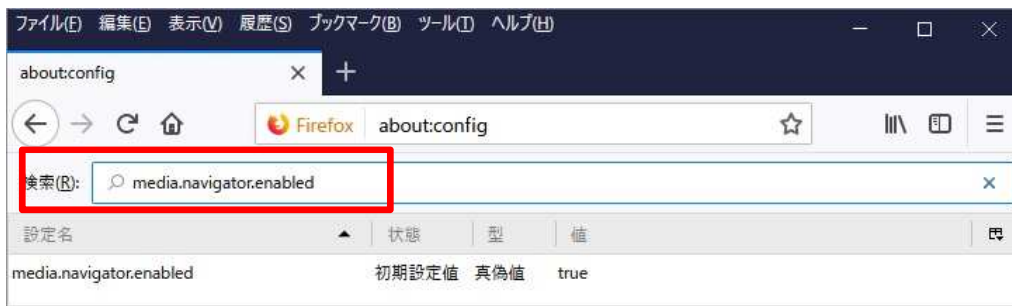 ファイル(F) 編集(E) 表示(V) 履歴(S) ブックマーク(B) ツール(T) ヘルプ(H)
about:config
Firefox about:config
検索(R): media.navigator.enabled
設定名 状態 型 値
media.navigator.enabled 初期設定値 真偽値 true